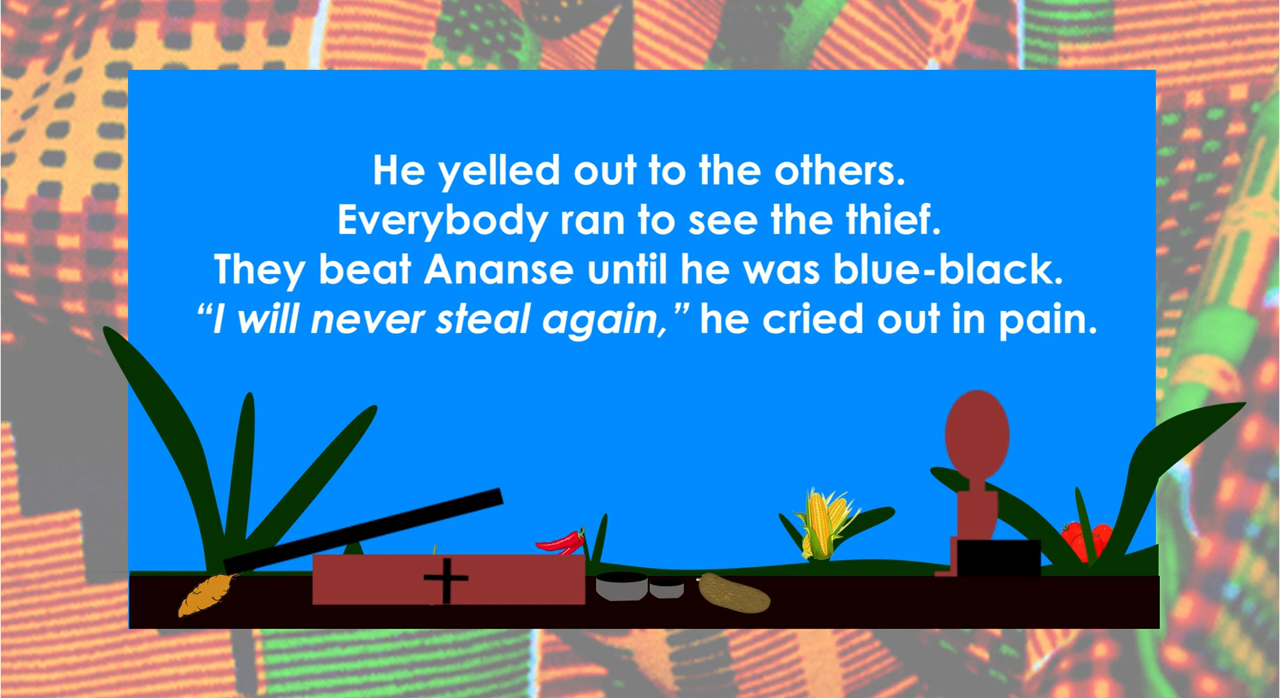 He yelled out to the others.
Everybody ran to see the thief.
They beat Ananse until he was blue-black.
“I will never steal again,” he cried out in pain.